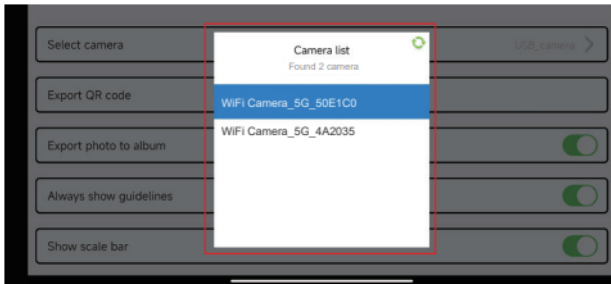 Select camera
USB_camera
Camera list
Found 2 camera
Export QR code
WiFi Camera_5G_50E1C0
WiFi Camera_5G_4A2035
Export photo to album
Always show guidelines
Show scale bar